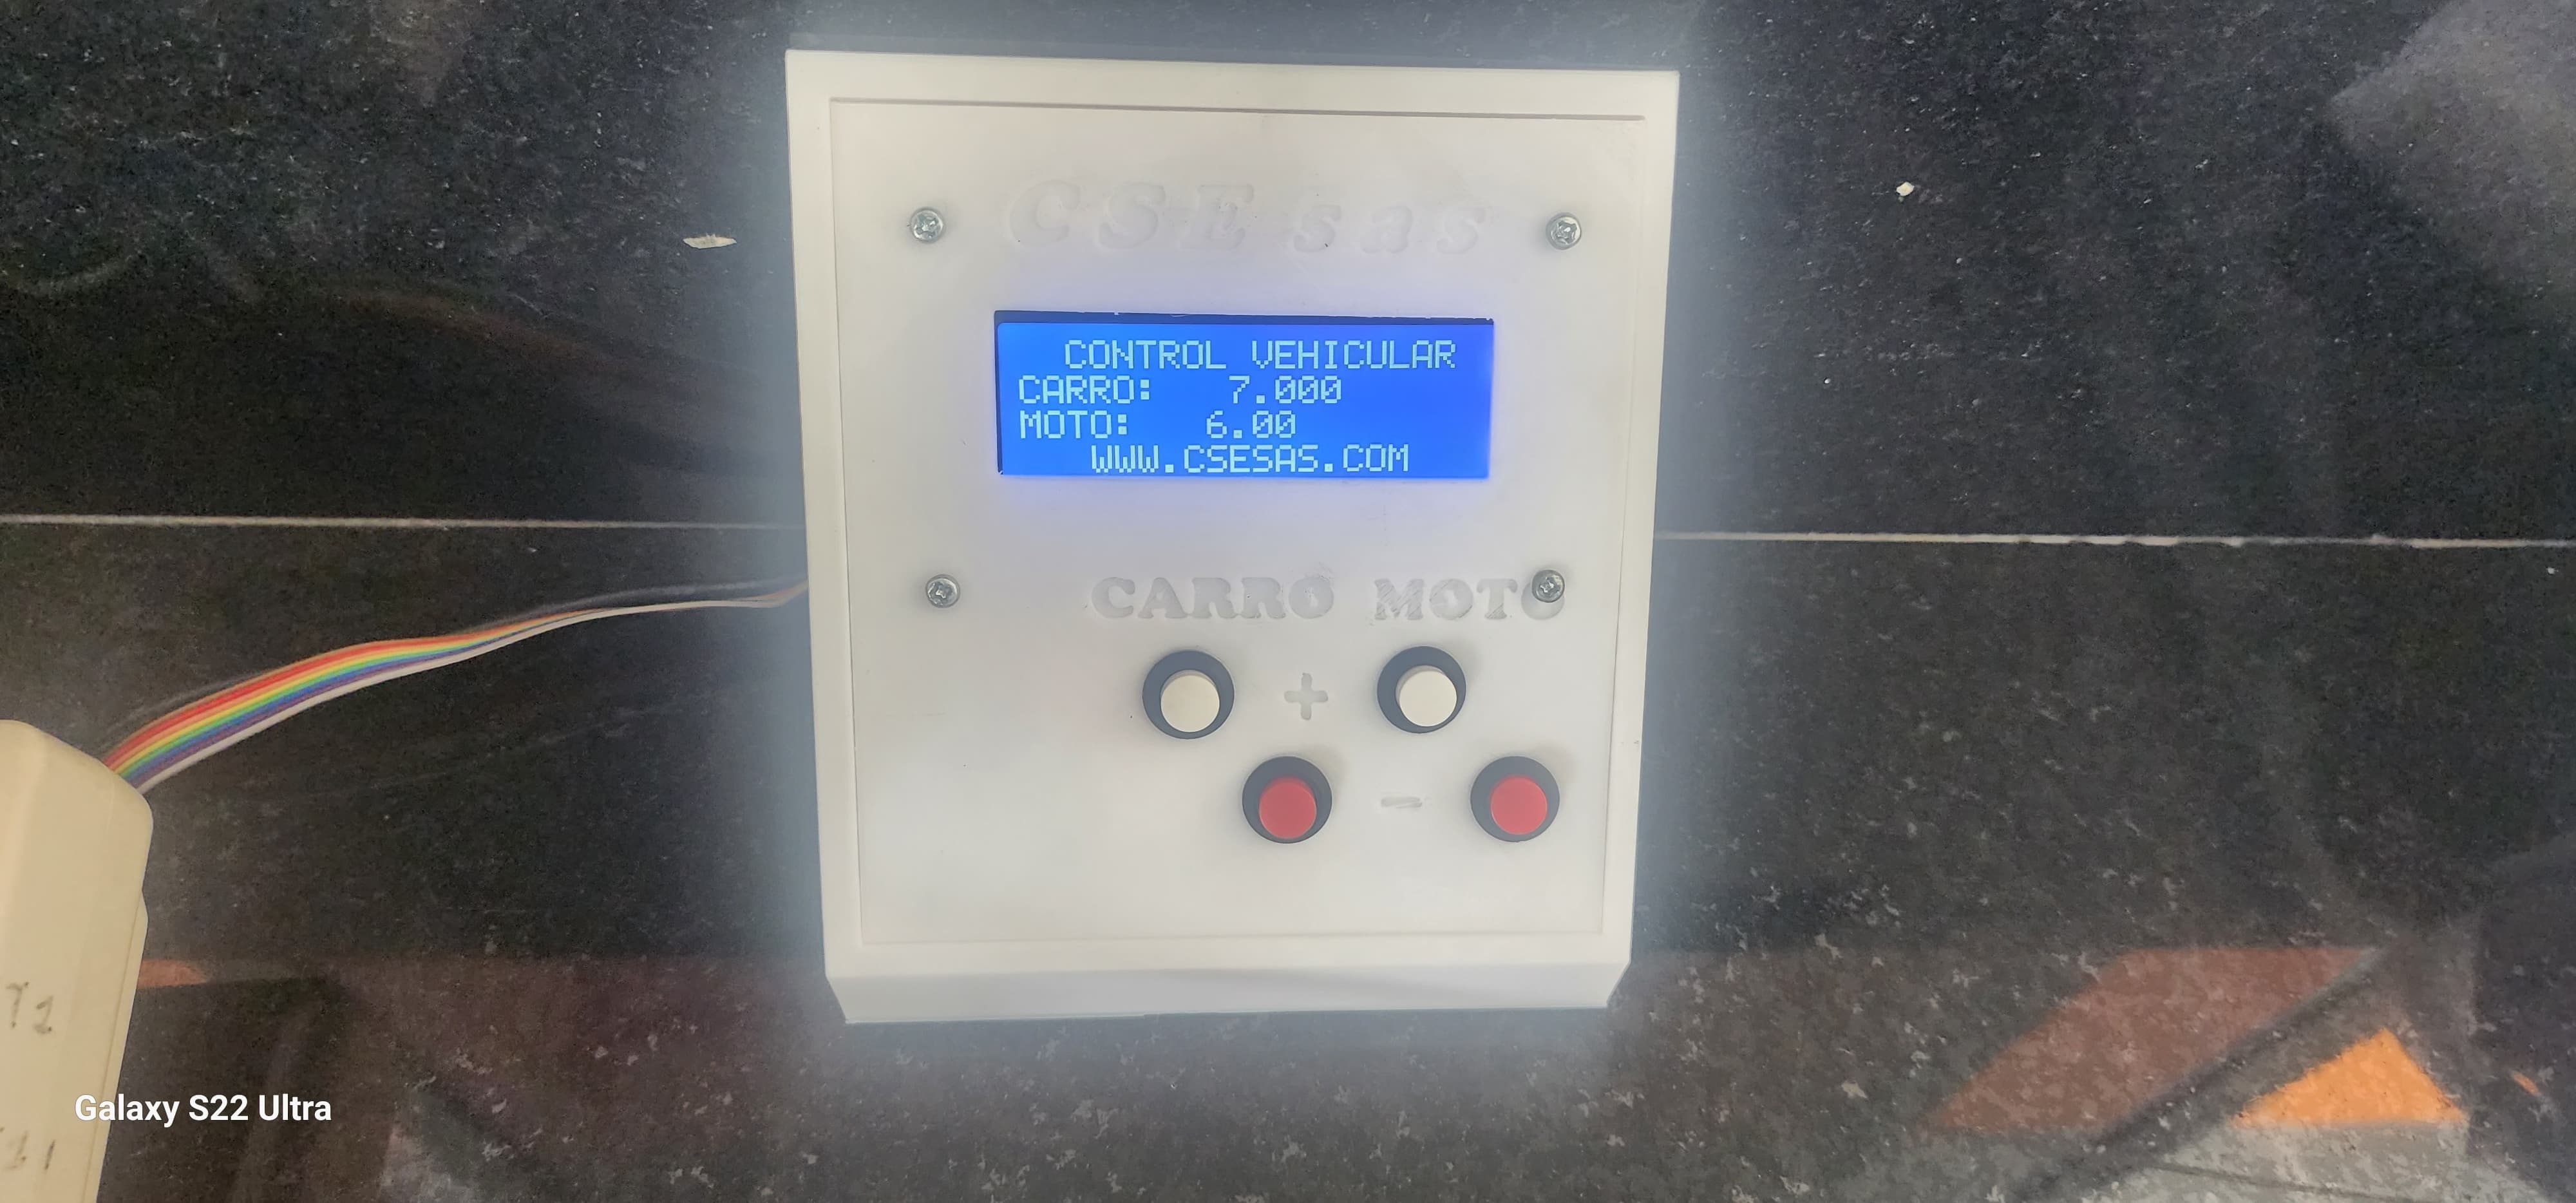 CSE sas
CONTROL VEHICULAR
CARRO: 7.000
MOTO: 6.00
WWW.CSESAS.COM
CARRO MOTO
+
-
Galaxy S22 Ultra